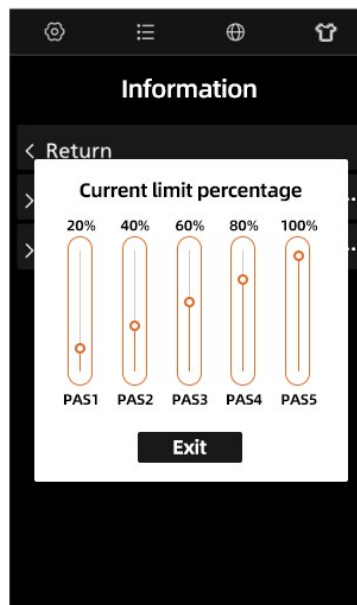 Information
< Return
Current limit percentage
20% 40% 60% 80% 100%
PAS1 PAS2 PAS3 PAS4 PAS5
Exit